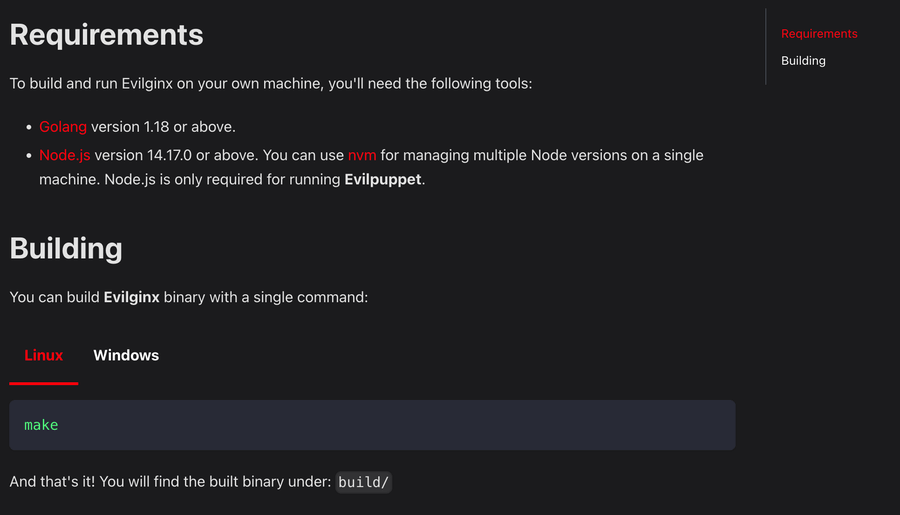 Requirements
To build and run Evilginx on your own machine, you'll need the following tools:
• Golang version 1.18 or above.
• Node.js version 14.17.0 or above. You can use nvm for managing multiple Node versions on a single
machine. Node.js is only required for running Evilpuppet.
Building
You can build Evilginx binary with a single command:
Linux Windows
make
And that's it! You will find the built binary under: build/
Requirements
Building